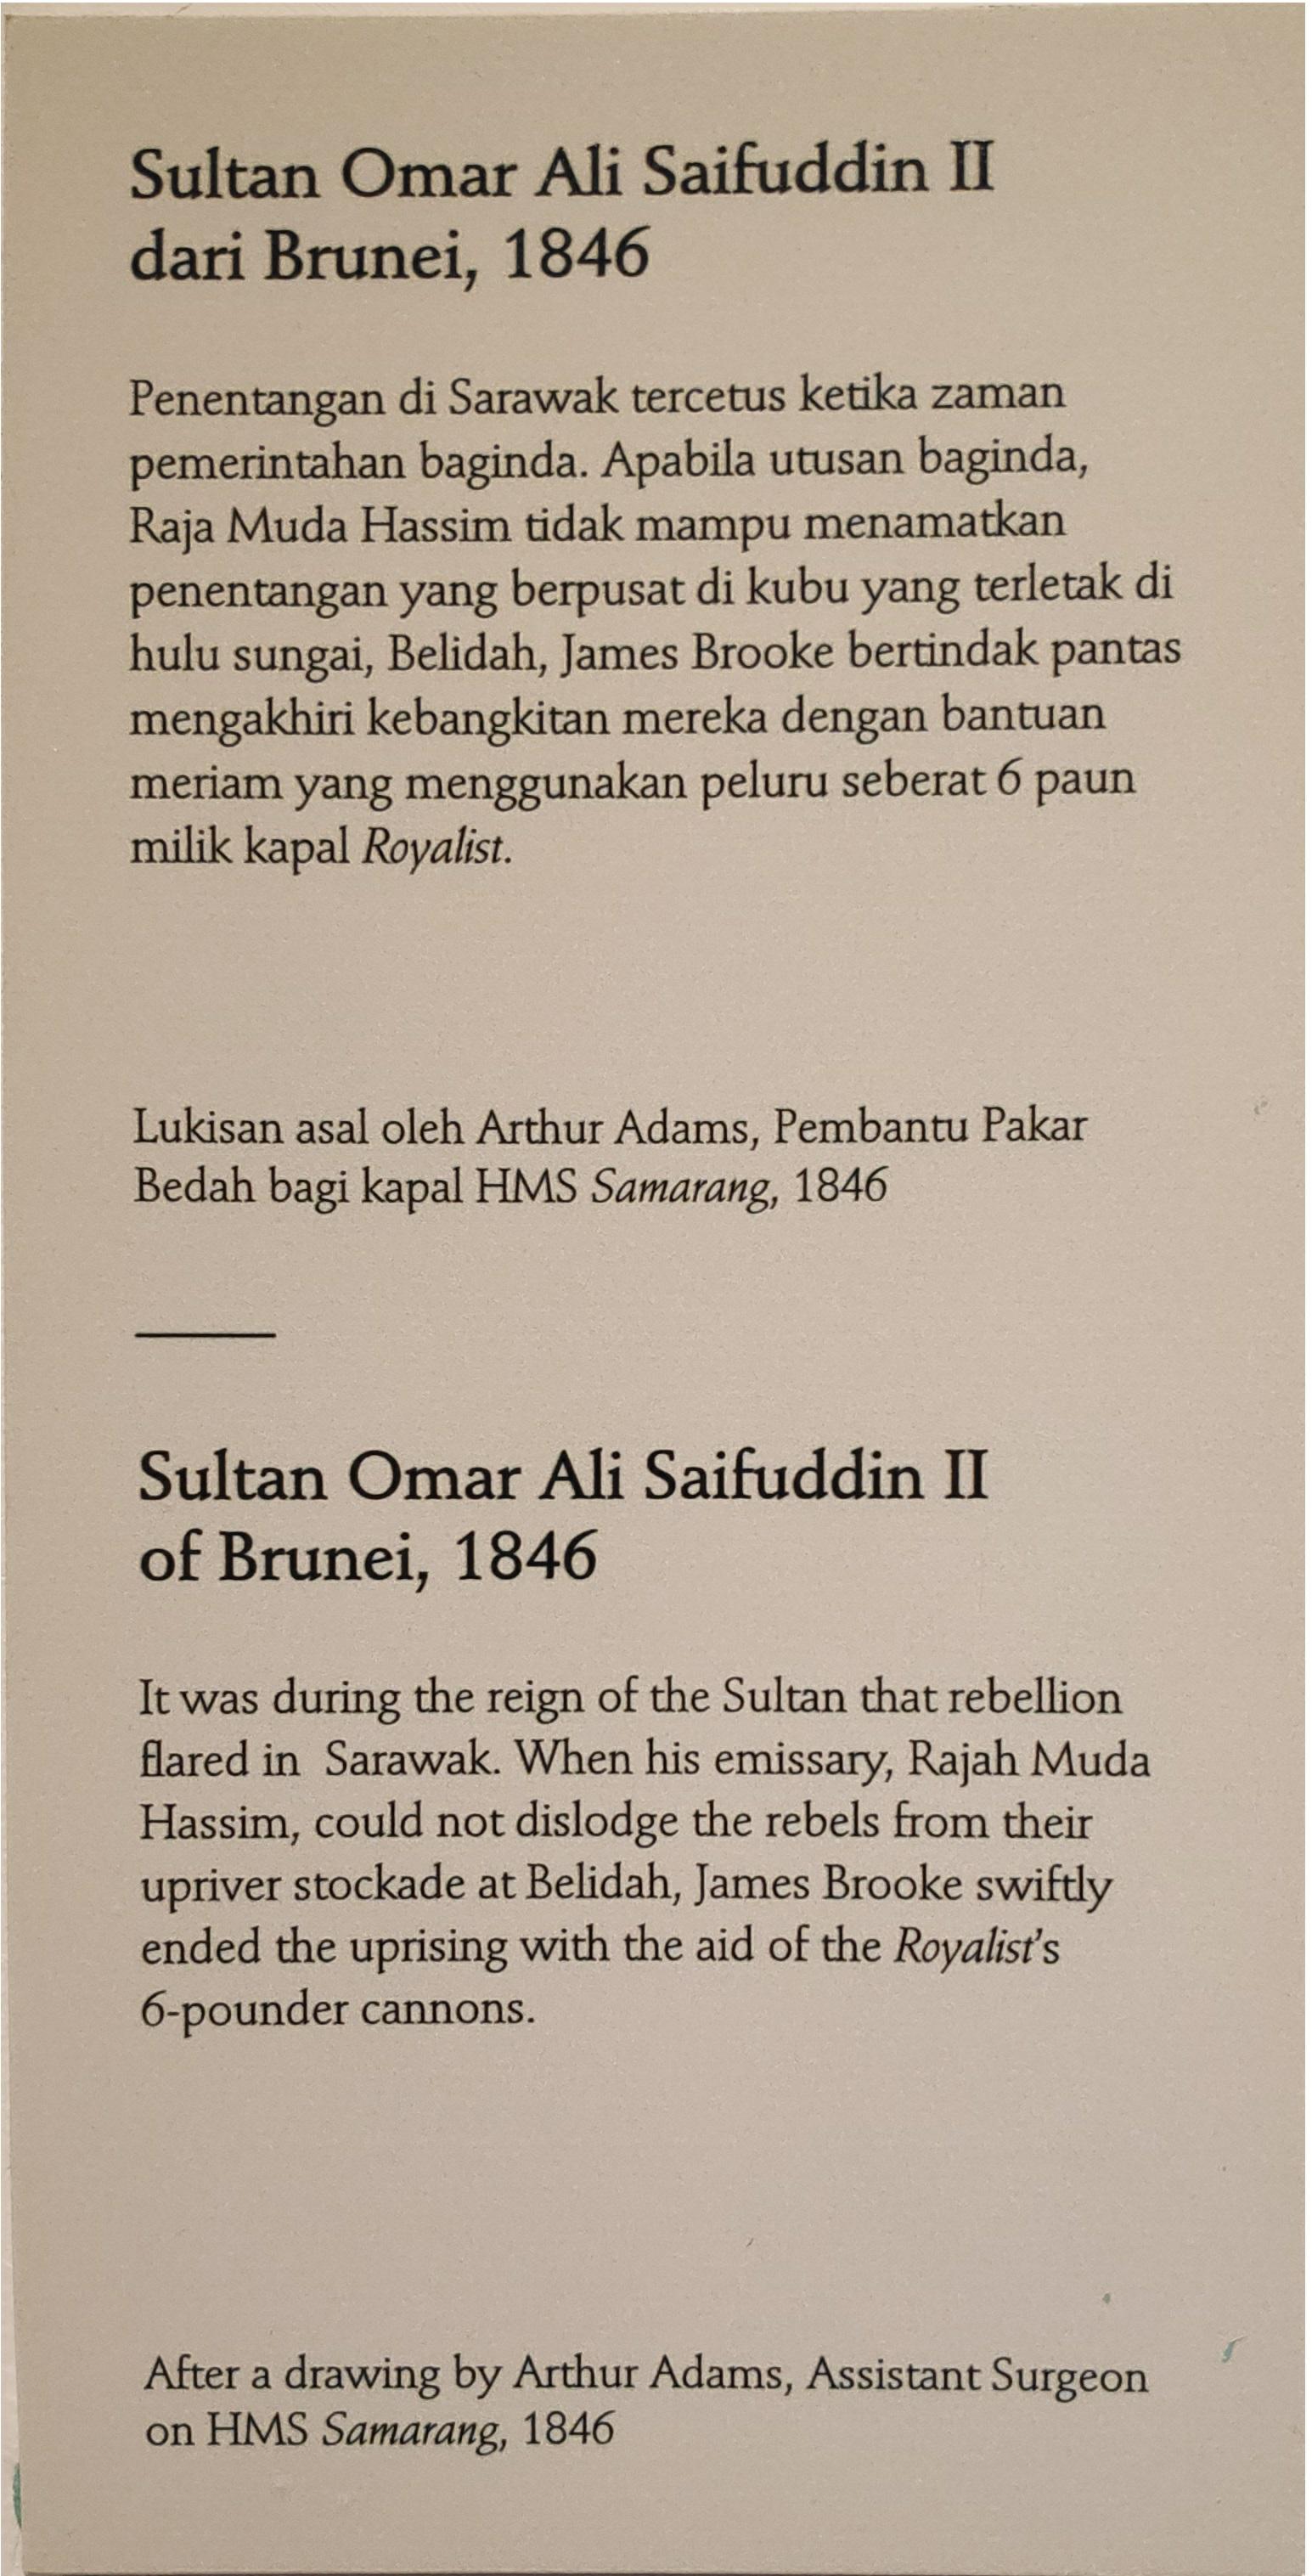 Sultan Omar Ali Saifuddin II
dari Brunei, 1846
Penentangan di Sarawak tercetus ketika zaman
pemerintahan baginda. Apabila utusan baginda,
Raja Muda Hassim tidak mampu menamatkan
penentangan yang berpusat di kubu yang terletak di
hulu sungai, Belidah, James Brooke bertindak pantas
mengakhiri kebangkitan mereka dengan bantuan
meriam yang menggunakan peluru seberat 6 paun
milik kapal Royalist.
Lukisan asal oleh Arthur Adams, Pembantu Pakar
Bedah bagi kapal HMS Samarang, 1846
Sultan Omar Ali Saifuddin II
of Brunei, 1846
It was during the reign of the Sultan that rebellion
flared in Sarawak. When his emissary, Rajah Muda
Hassim, could not dislodge the rebels from their
upriver stockade at Belidah, James Brooke swiftly
ended the uprising with the aid of the Royalist's
6-pounder cannons.
After a drawing by Arthur Adams, Assistant Surgeon
on HMS Samarang, 1846